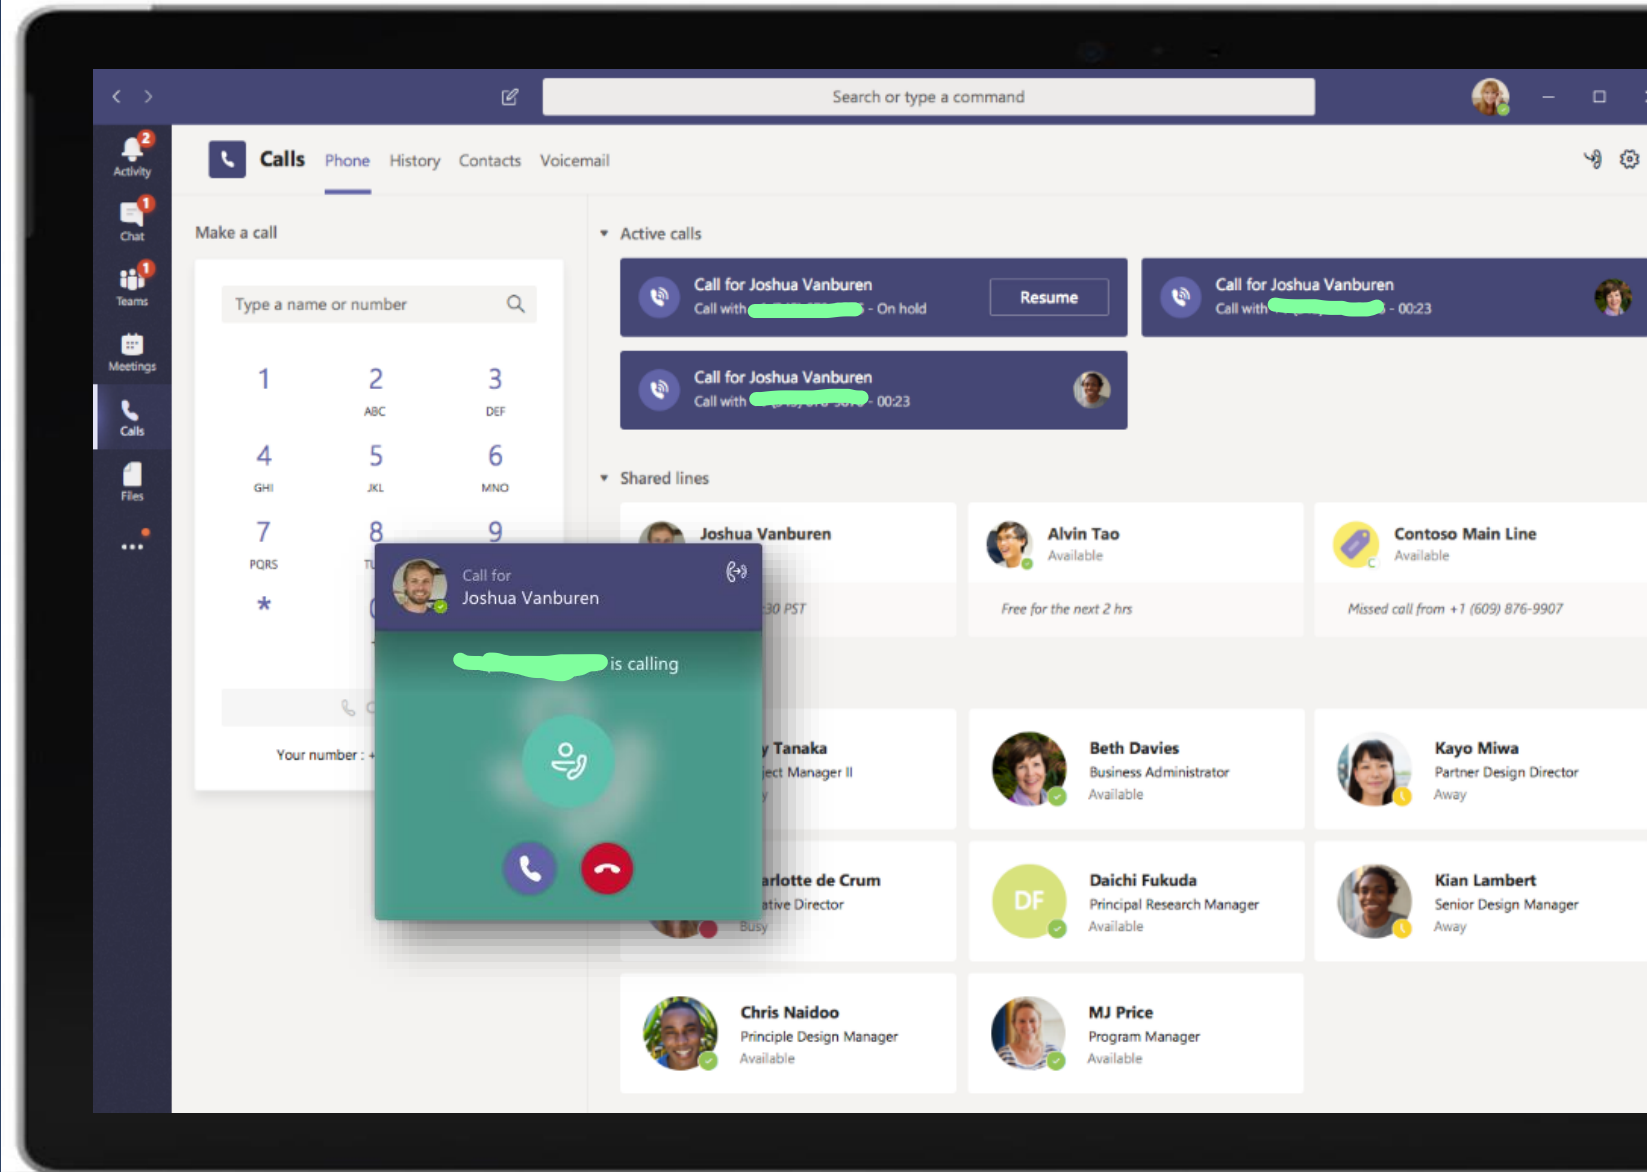 Search or type a command
2
Activity
1
Chat
1
Teams
Meetings
Calls
Files
Calls Phone History Contacts Voicemail
Make a call
Type a name or number
1 2 3
ABC DEF
4 5 6
GHI JKL MNO
7 8 9
PQRS
*
Your number : +
Active calls
Call for Joshua Vanburen
Call with - On hold
Resume
Call for Joshua Vanburen
Call with - 00:23
Call for Joshua Vanburen
Call with - 00:23
Shared lines
Joshua Vanburen
:30 PST
Alvin Tao
Available
Free for the next 2 hrs
Contoso Main Line
Available
Missed call from +1 (609) 876-9907
Call for
Joshua Vanburen
is calling
Tanaka
Beth Davies
Business Administrator
Available
Kayo Miwa
Partner Design Director
Away
de Crum
Director
Busy
DF
Daichi Fukuda
Principal Research Manager
Available
Kian Lambert
Senior Design Manager
Away
Chris Naidoo
Principle Design Manager
Available
MJ Price
Program Manager
Available